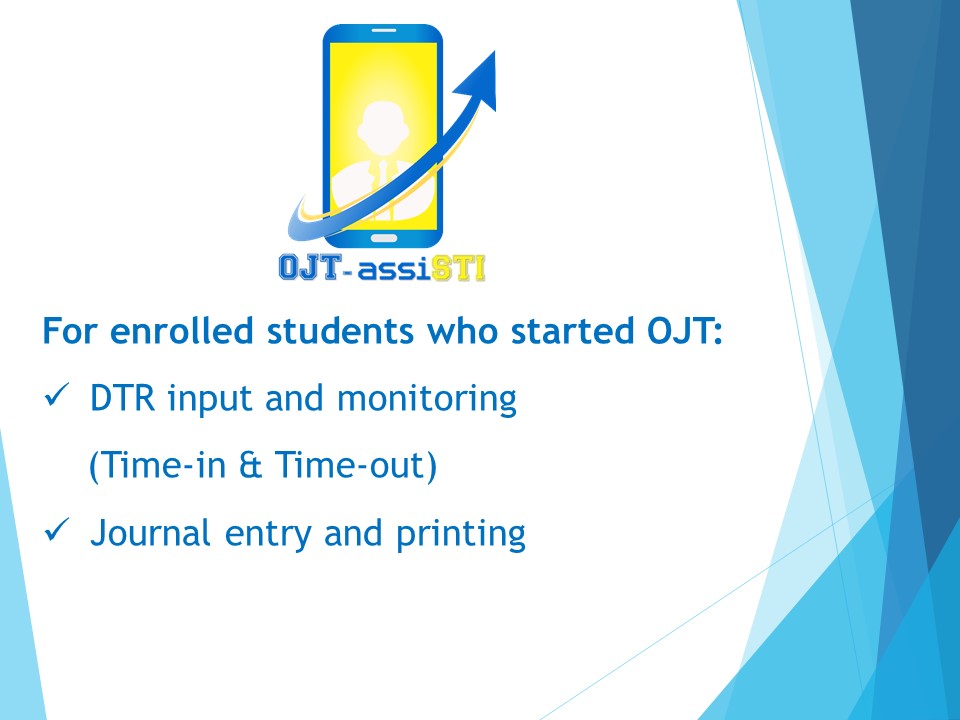 OJT-assiSTI
For enrolled students who started OJT:
✓ DTR input and monitoring
(Time-in & Time-out)
✓ Journal entry and printing